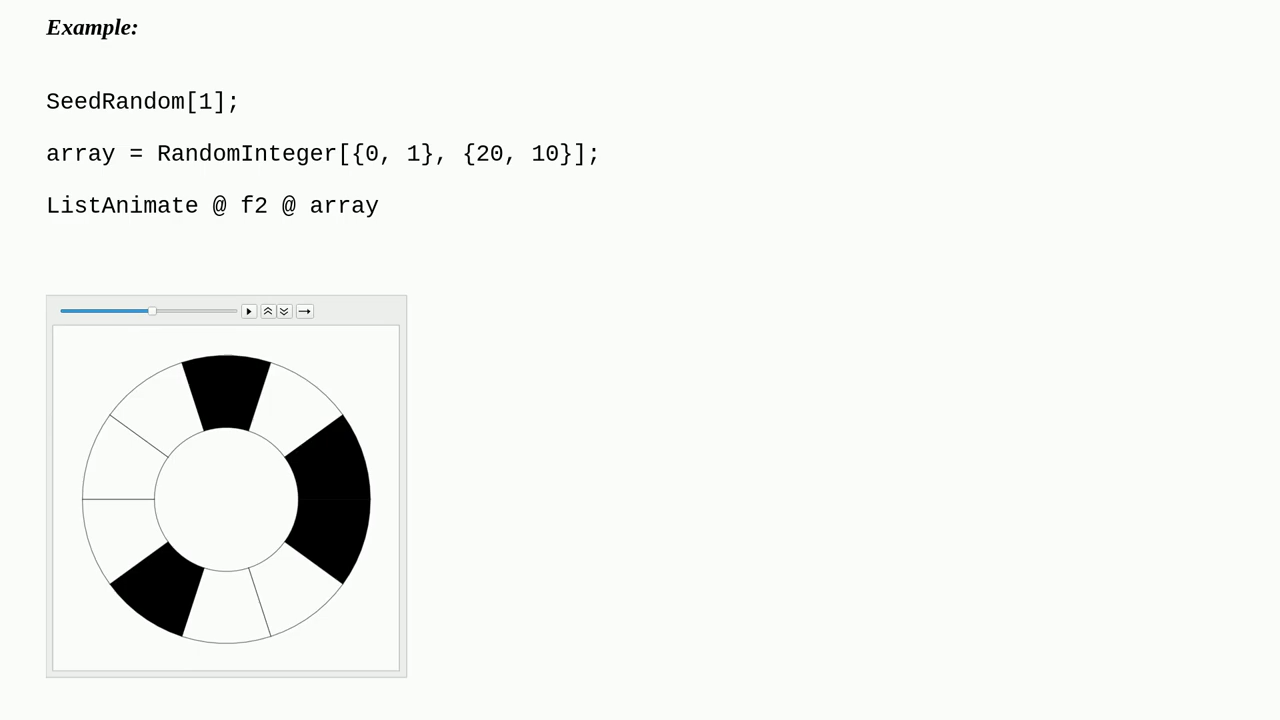 Example:
SeedRandom[1];
array = RandomInteger[{0, 1}, {20, 10}];
ListAnimate @ f2 @ array